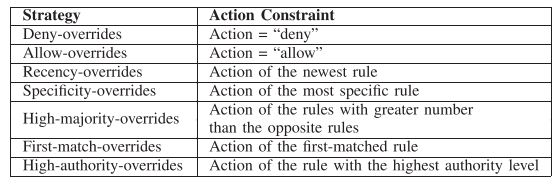 Strategy Action Constraint
Deny-overrides Action = “deny”
Allow-overrides Action = “allow”
Recency-overrides Action of the newest rule
Specificity-overrides Action of the most specific rule
High-majority-overrides Action of the rules with greater number
than the opposite rules
First-match-overrides Action of the first-matched rule
High-authority-overrides Action of the rule with the highest authority level